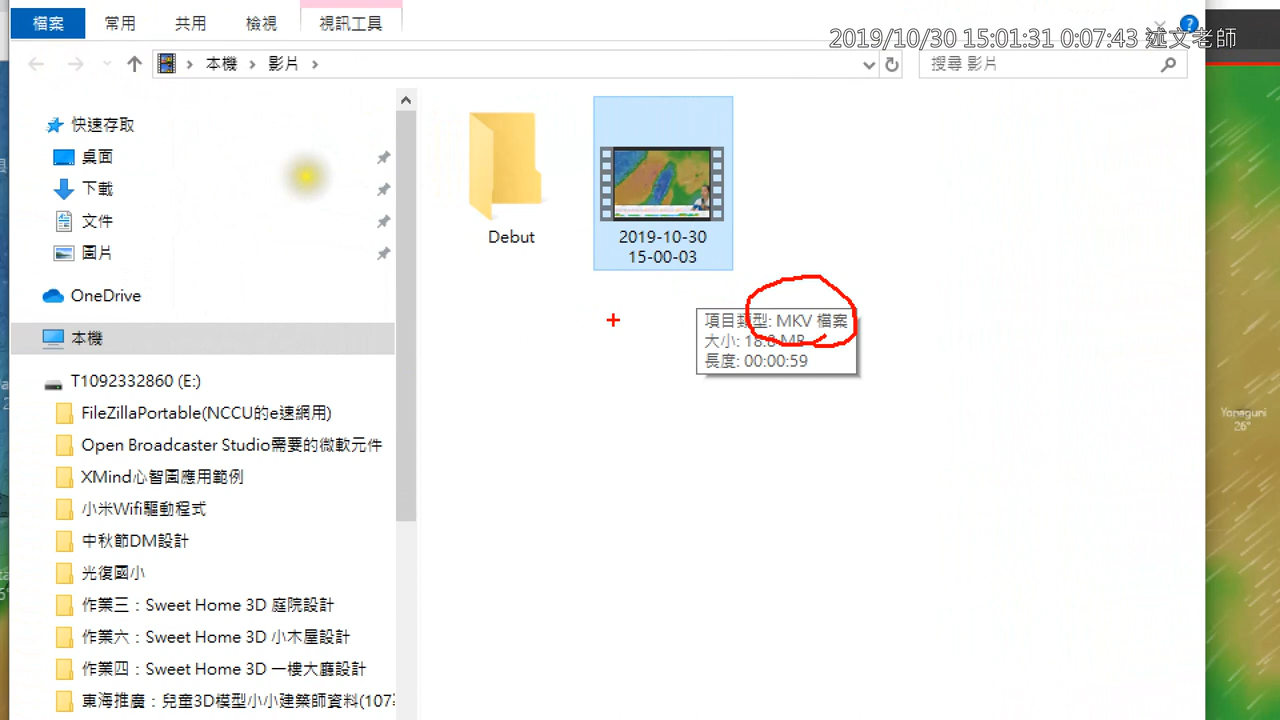 檔案 常用 共用 檢視 視訊工具
2019/10/30 15:01:31 0:07:43 述文老師
本機 影片
搜尋 影片
快速存取
桌面
下載
文件
圖片
OneDrive
本機
T1092332860 (E:)
FileZillaPortable(NCCU的e速網用)
Open Broadcaster Studio需要的微軟元件
XMind心智圖應用範例
小米Wifi驅動程式
中秋節DM設計
光復國小
作業三：Sweet Home 3D 庭院設計
作業六：Sweet Home 3D 小木屋設計
作業四：Sweet Home 3D 一樓大廳設計
東海推廣：兒童3D模型小小建築師資料(107
Debut
2019-10-30
15-00-03
項目類型: MKV 檔案
大小: 18.8 MB
長度: 00:00:59
Yonaguni
26°